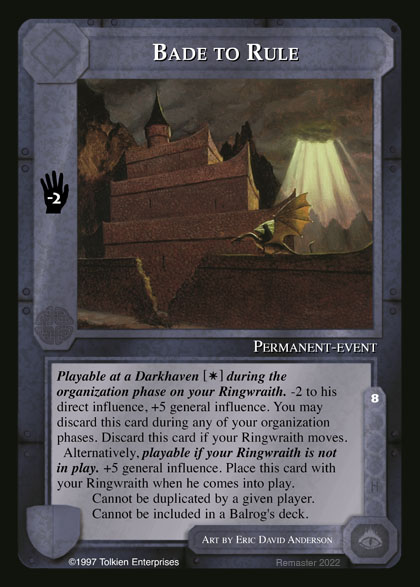 BADE TO RULE
-2
PERMANENT-EVENT
Playable at a Darkhaven [✷] during the
organization phase on your Ringwraith. -2 to his
direct influence, +5 general influence. You may
discard this card during any of your organization
phases. Discard this card if your Ringwraith moves.
Alternatively, playable if your Ringwraith is not
in play. +5 general influence. Place this card with
your Ringwraith when he comes into play.
Cannot be duplicated by a given player.
Cannot be included in a Balrog's deck.
8
H
ART BY ERIC DAVID ANDERSON
©1997 Tolkien Enterprises
Remaster 2022